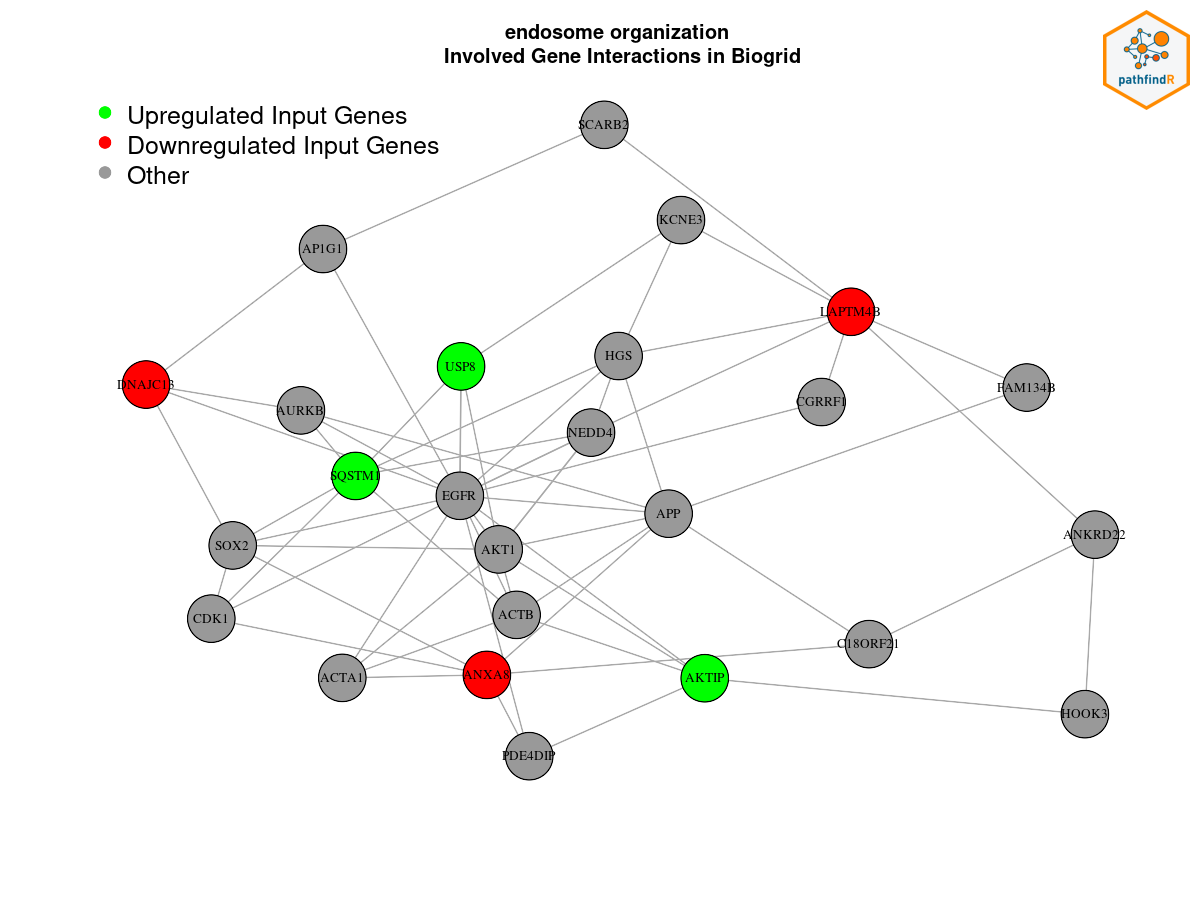 endosome organization
Involved Gene Interactions in Biogrid
pathfindR
Upregulated Input Genes
Downregulated Input Genes
Other
SCARB2
KCNE3
AP1G1
LAPTM4B
HGS
USP8
DNAJC13
FAM134B
CGRRF1
AURKB
NEDD4
SQSTM1
EGFR
APP
ANKRD22
SOX2
AKT1
ACTB
CDK1
C18ORF21
ACTA1
ANXA8
AKTIP
HOOK3
PDE4DIP